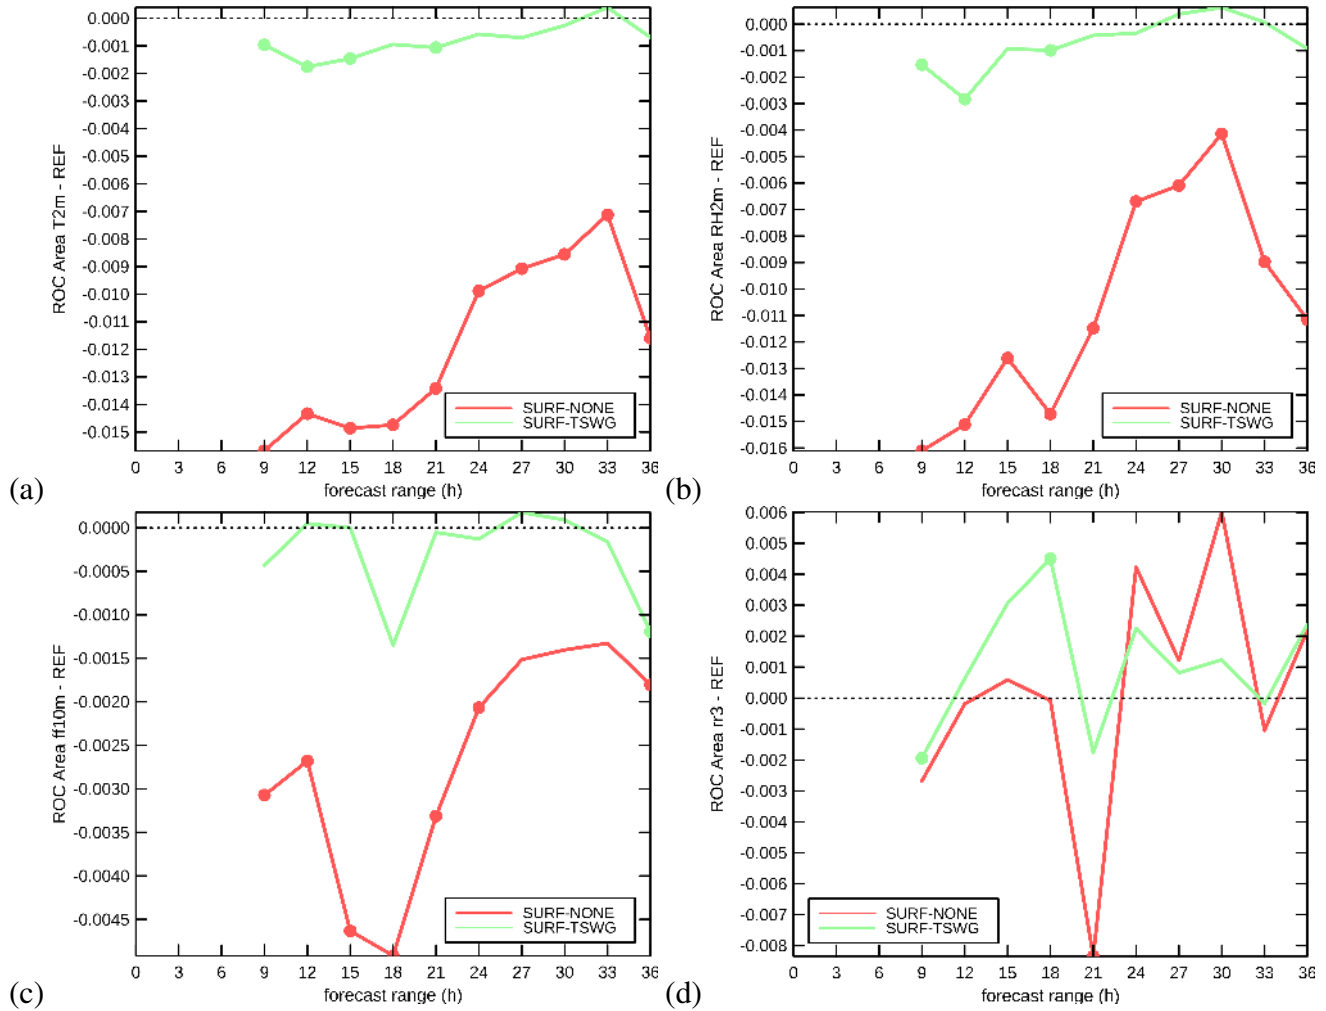 0.000
-0.001
-0.002
-0.003
-0.004
-0.005
-0.006
-0.007
-0.008
-0.009
-0.010
-0.011
-0.012
-0.013
-0.014
-0.015
ROC Area T2m - REF
SURF-NONE
SURF-TSWG
0 3 6 9 12 15 18 21 24 27 30 33 36
forecast range (h)
(a)
0.000
-0.001
-0.002
-0.003
-0.004
-0.005
-0.006
-0.007
-0.008
-0.009
-0.010
-0.011
-0.012
-0.013
-0.014
-0.015
-0.016
ROC Area RH2m - REF
SURF-NONE
SURF-TSWG
0 3 6 9 12 15 18 21 24 27 30 33 36
forecast range (h)
(b)
0.0000
-0.0005
-0.0010
-0.0015
-0.0020
-0.0025
-0.0030
-0.0035
-0.0040
-0.0045
ROC Area ff10m - REF
SURF-NONE
SURF-TSWG
0 3 6 9 12 15 18 21 24 27 30 33 36
forecast range (h)
(c)
0.006
0.005
0.004
0.003
0.002
0.001
0.000
-0.001
-0.002
-0.003
-0.004
-0.005
-0.006
-0.007
-0.008
ROC Area rr3 - REF
SURF-NONE
SURF-TSWG
0 3 6 9 12 15 18 21 24 27 30 33 36
forecast range (h)
(d)